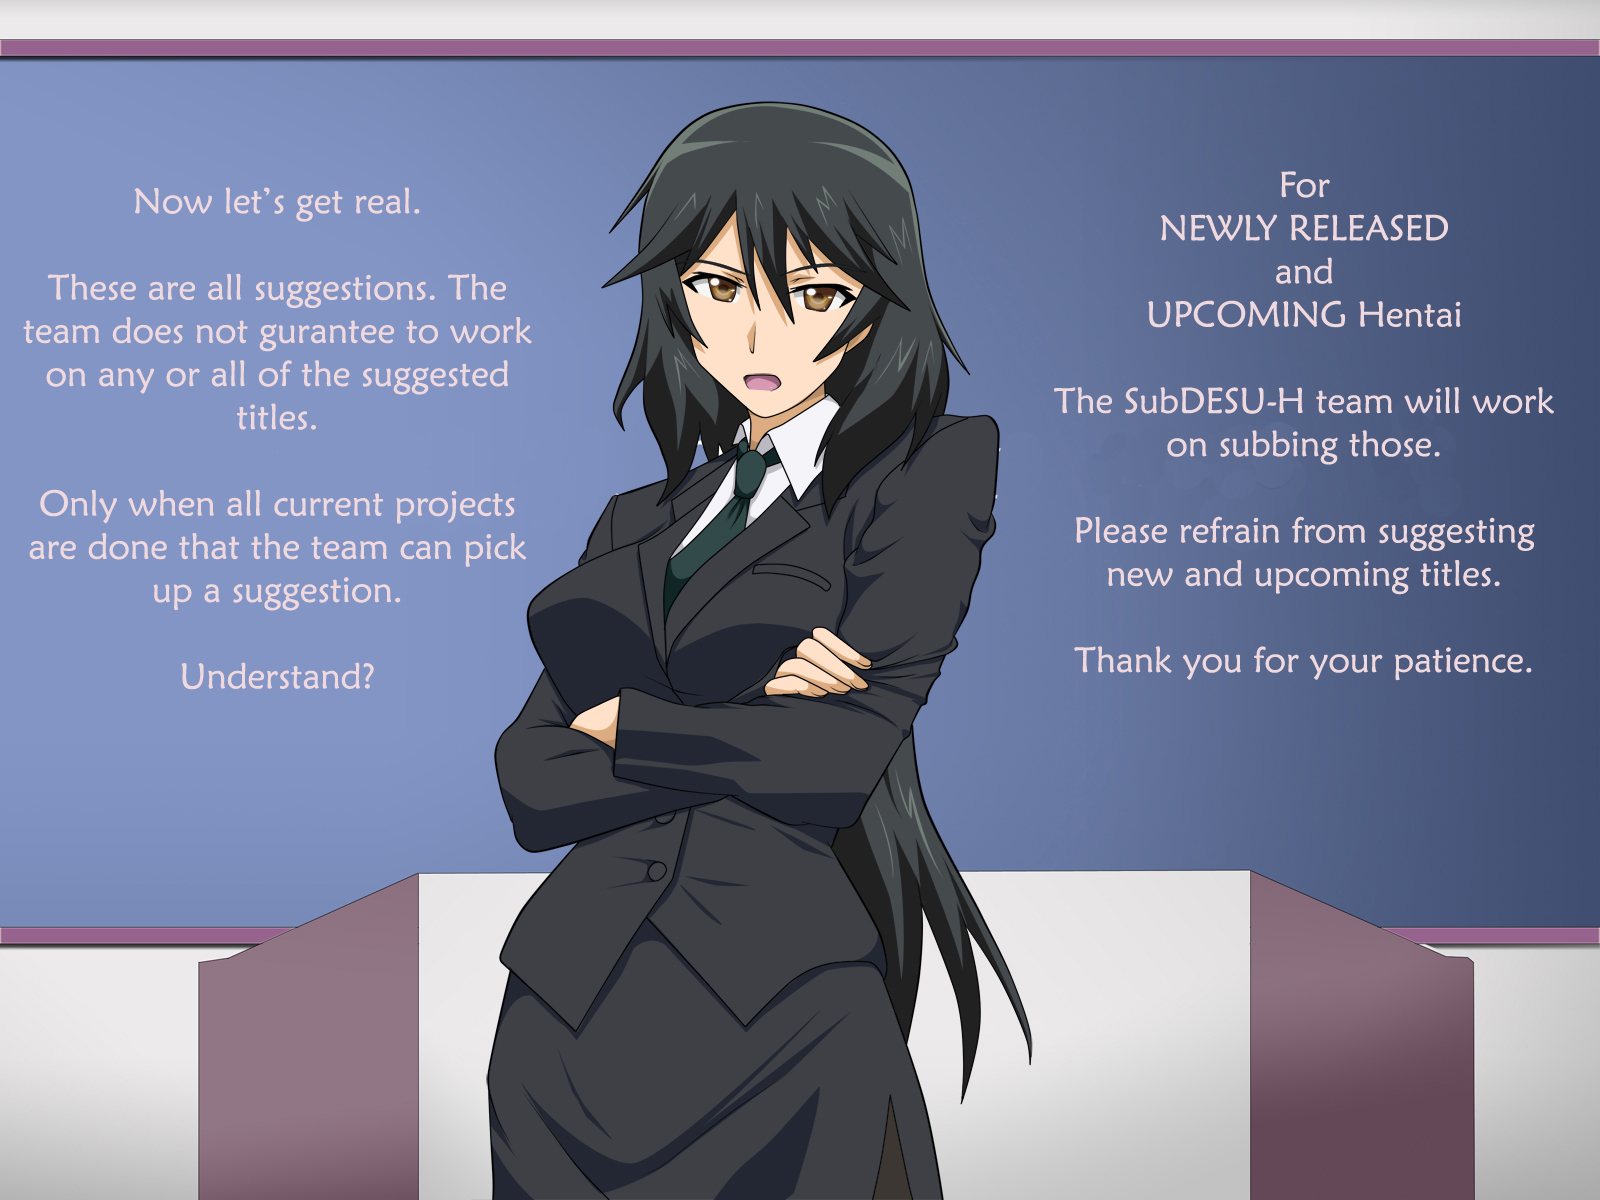 Now let's get real.
These are all suggestions. The
team does not gurantee to work
on any or all of the suggested
titles.
Only when all current projects
are done that the team can pick
up a suggestion.
Understand?
For
NEWLY RELEASED
and
UPCOMING Hentai
The SubDESU-H team will work
on subbing those.
Please refrain from suggesting
new and upcoming titles.
Thank you for your patience.